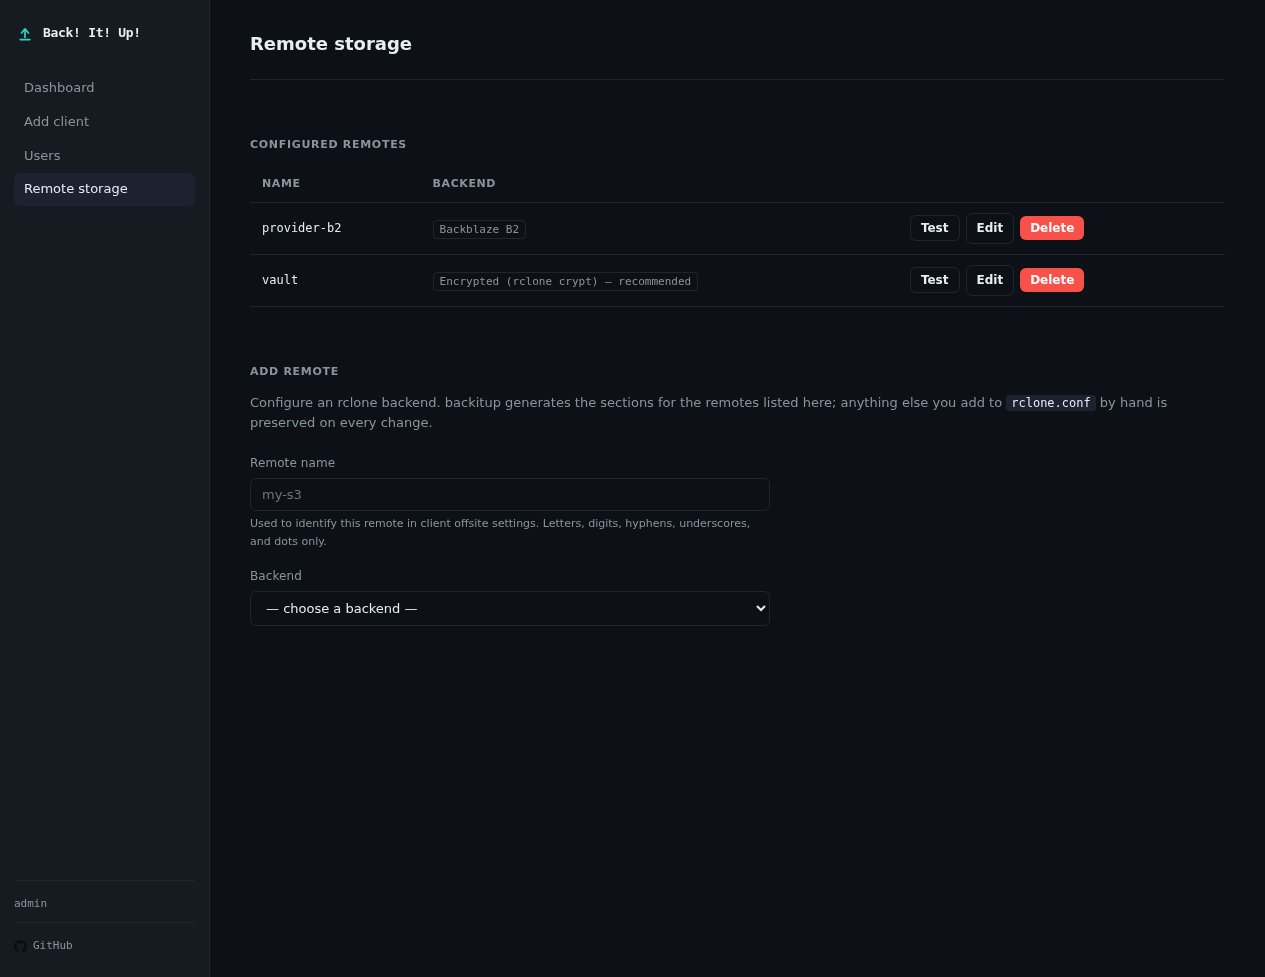 Back! It! Up!
Dashboard
Add client
Users
Remote storage
admin
GitHub
Remote storage
CONFIGURED REMOTES
NAME BACKEND
provider-b2 Backblaze B2 Test Edit Delete
vault Encrypted (rclone crypt) — recommended Test Edit Delete
ADD REMOTE
Configure an rclone backend. backitup generates the sections for the remotes listed here; anything else you add to rclone.conf by hand is
preserved on every change.
Remote name
my-s3
Used to identify this remote in client offsite settings. Letters, digits, hyphens, underscores,
and dots only.
Backend
— choose a backend —